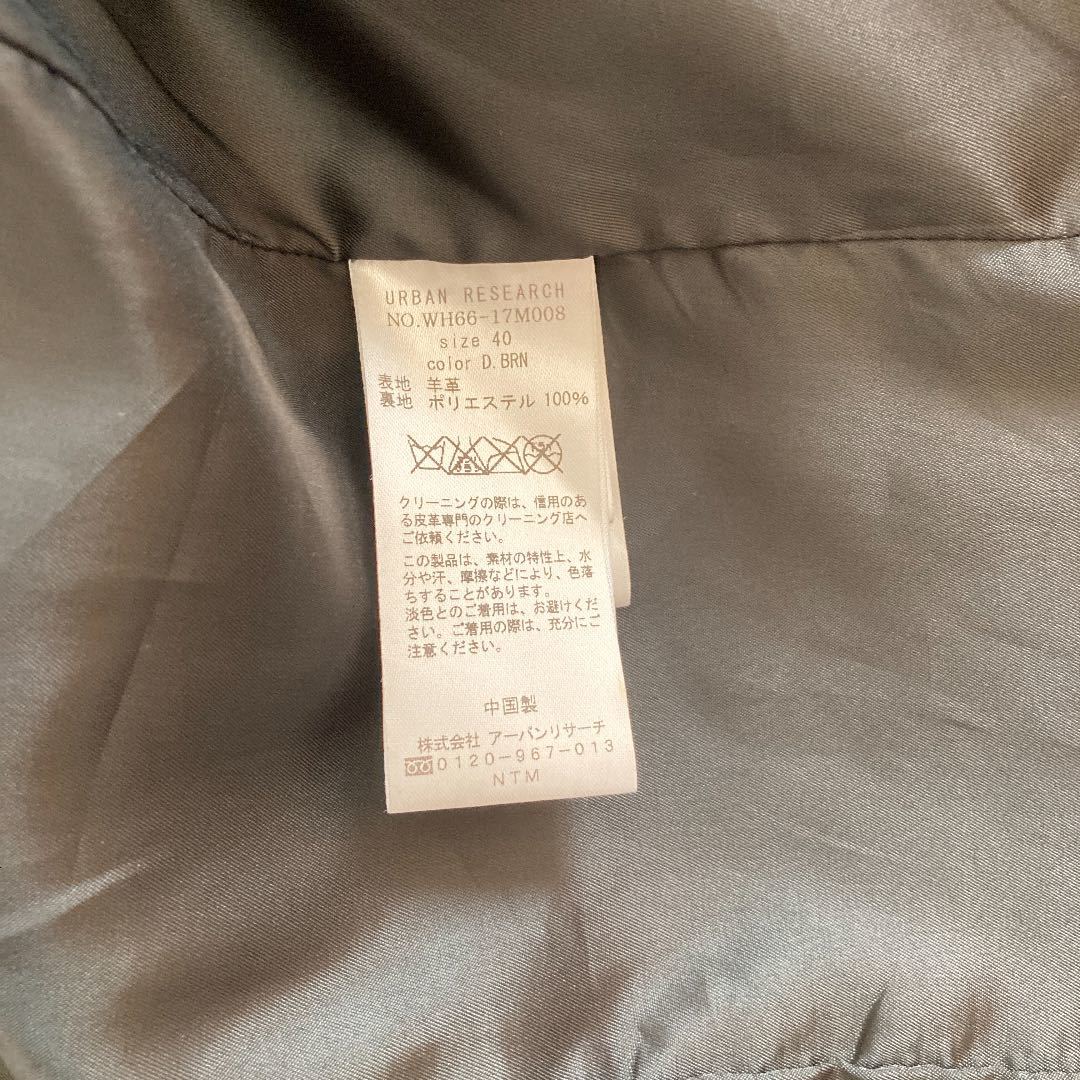 URBAN RESEARCH
NO.WH66-17M008
size 40
color D.BRN
表地 羊革
裏地 ポリエステル 100%
クリーニングの際は、信用のあ
る皮革専門のクリーニング店へ
ご依頼ください。
この製品は、素材の特性上、水
分や汗、摩擦などにより、色落
ちすることがあります。
淡色とのご着用は、お避けくだ
さい。ご着用の際は、充分にご
注意ください。
中国製
株式会社 アーバンリサーチ
0120-967-013
NTM